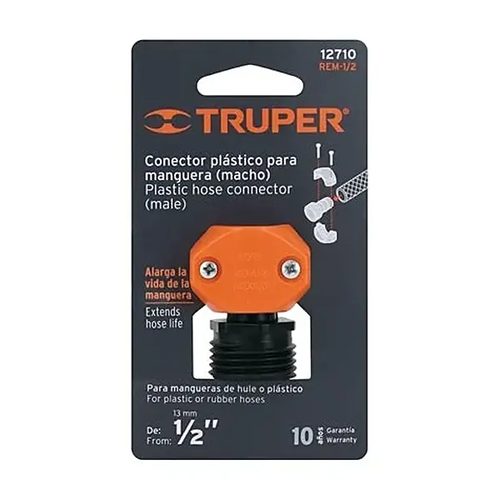 12710
REM-1/2
TRUPER®
Conector plástico para
manguera (macho)
Plastic hose connector
(male)
Alarga la
vida de la
manguera
Extends
hose life
Para mangueras de hule o plástico
For plastic or rubber hoses
13 mm
De:
From:
1/2"
10 años
Garantía
Warranty